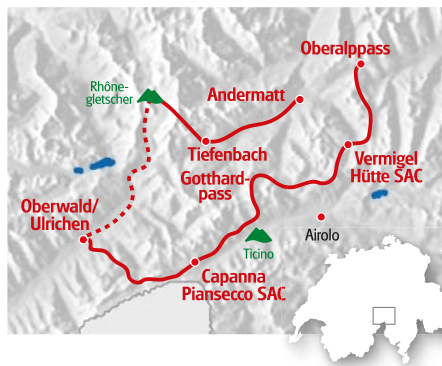 Oberalppass
Rhône-
gletscher
Andermatt
Tiefenbach
Gotthard-
pass
Vermigel
Hütte SAC
Oberwald/
Ulrichen
Airolo
Ticino
Capanna
Piansecco SAC